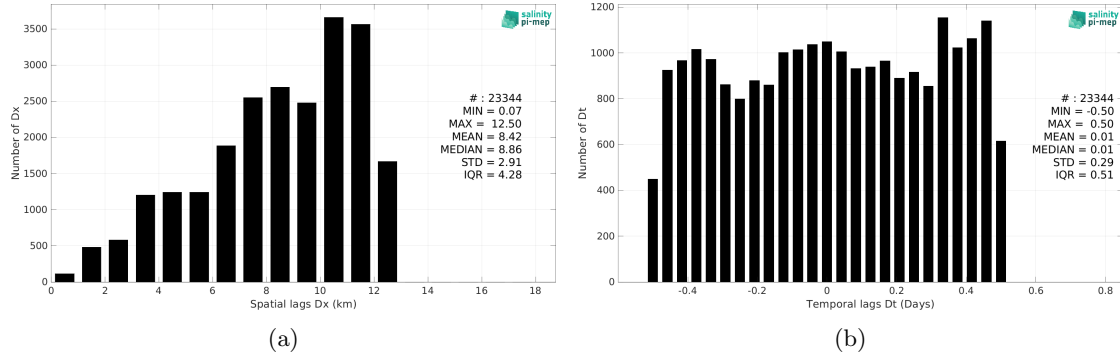 3500
3000
2500
2000
1500
1000
500
0
Number of Dx
0 2 4 6 8 10 12 14 16 18
Spatial lags Dx (km)
salinity
pi-mep
# : 23344
MIN = 0.07
MAX = 12.50
MEAN = 8.42
MEDIAN = 8.86
STD = 2.91
IQR = 4.28
(a)
1200
1000
800
600
400
200
0
Number of Dt
-0.4 -0.2 0 0.2 0.4 0.6 0.8
Temporal lags Dt (Days)
salinity
pi-mep
# : 23344
MIN = -0.50
MAX = 0.50
MEAN = 0.01
MEDIAN = 0.01
STD = 0.29
IQR = 0.51
(b)